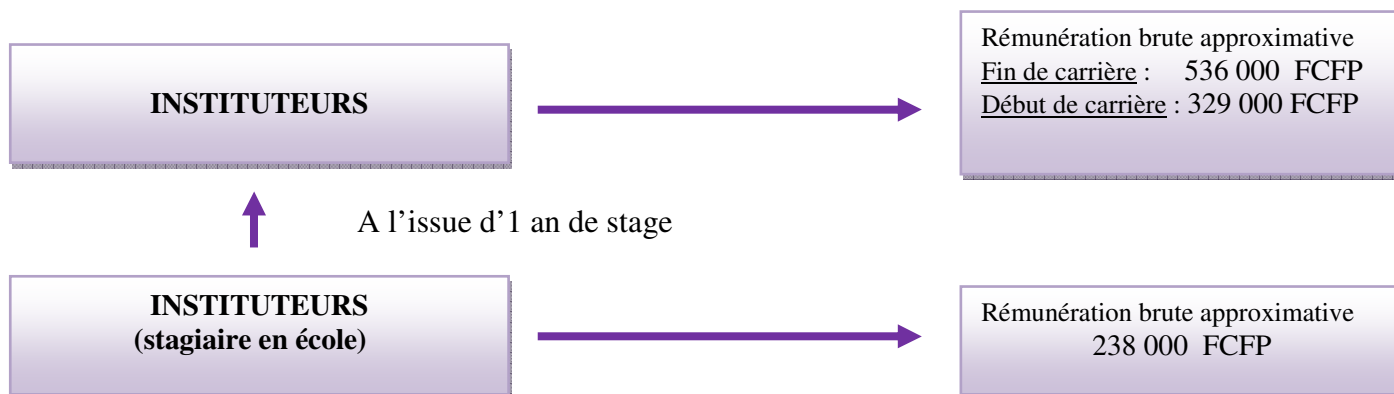 INSTITUTEURS
Rémunération brute approximative
Fin de carrière : 536 000 FCFP
Début de carrière : 329 000 FCFP
A l’issue d’1 an de stage
INSTITUTEURS
(stagiaire en école)
Rémunération brute approximative
238 000 FCFP